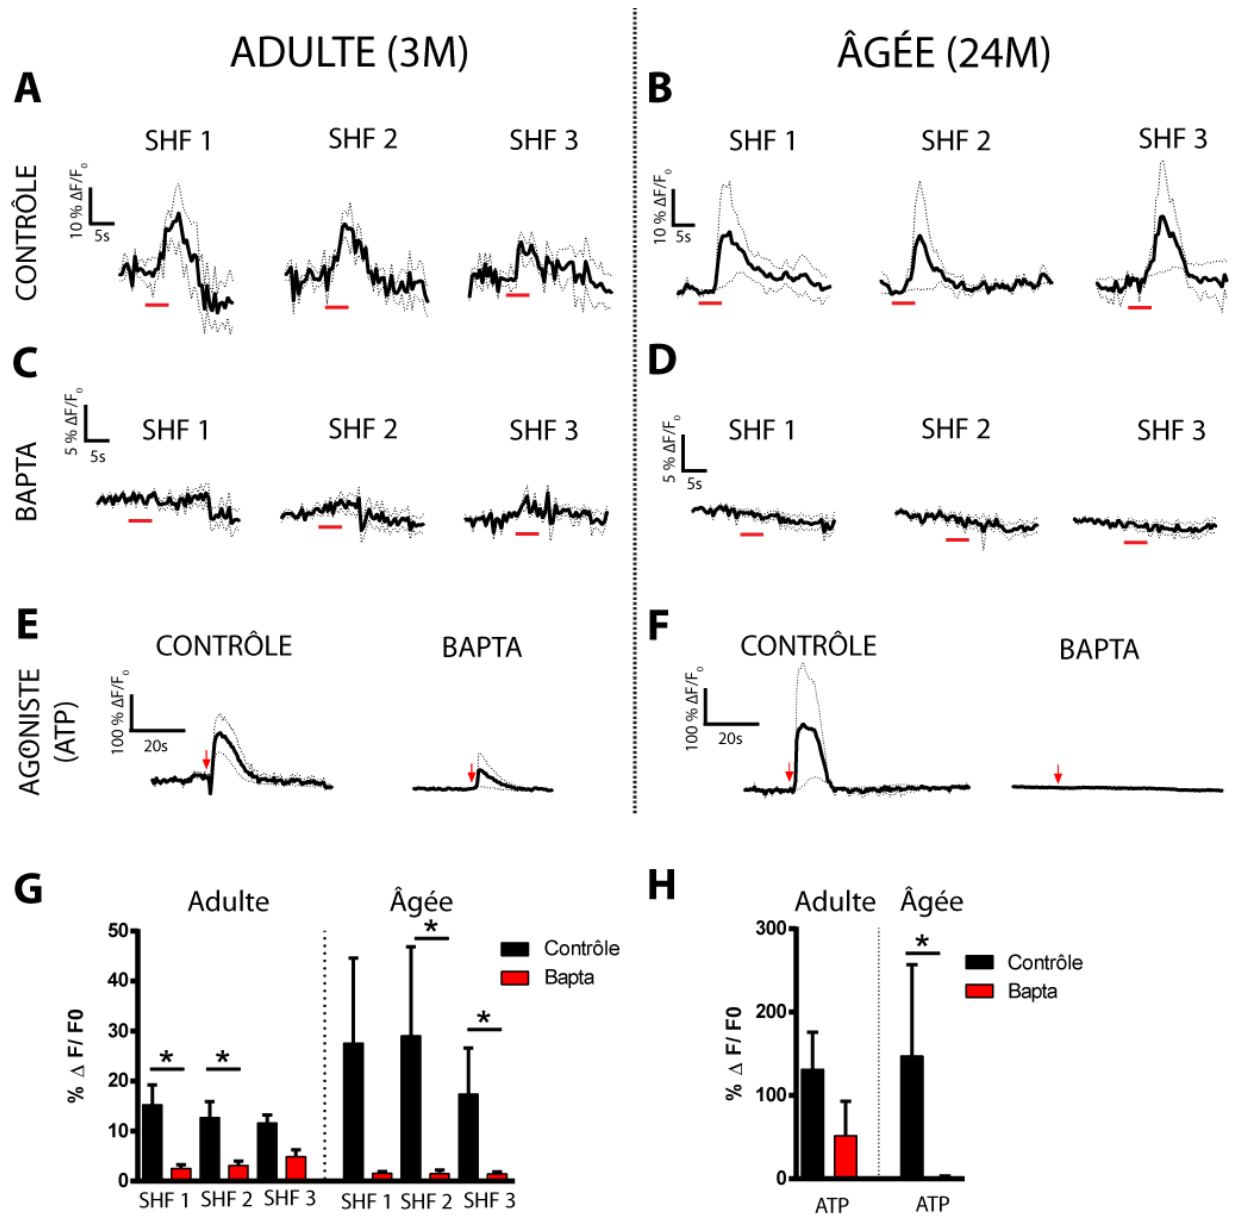 ADULTE (3M)
ÂGÉE (24M)
A
B
CONTRÔLE
SHF 1
SHF 2
SHF 3
10 % ΔF/F₀
5s
SHF 1
SHF 2
SHF 3
10 % ΔF/F₀
5s
C
D
BAPTA
SHF 1
SHF 2
SHF 3
5 % ΔF/F₀
5s
SHF 1
SHF 2
SHF 3
5 % ΔF/F₀
5s
E
F
AGONISTE
(ATP)
CONTRÔLE
BAPTA
100 % ΔF/F₀
20s
CONTRÔLE
BAPTA
100 % ΔF/F₀
20s
G
Adulte
Âgée
% Δ F/ F0
50
40
30
20
10
0
*
*
*
*
SHF 1
SHF 2
SHF 3
SHF 1
SHF 2
SHF 3
Contrôle
Bapta
H
Adulte
Âgée
% Δ F/ F0
300
200
100
0
*
ATP
ATP
Contrôle
Bapta